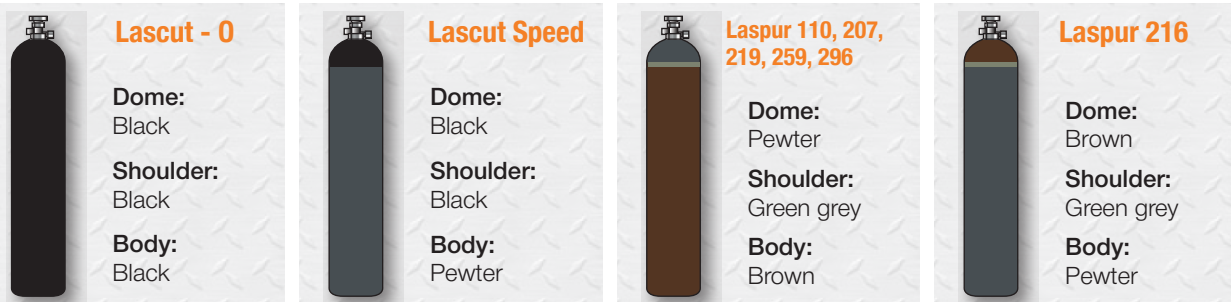 Lascut - 0
Dome:
Black
Shoulder:
Black
Body:
Black
Lascut Speed
Dome:
Black
Shoulder:
Black
Body:
Pewter
Laspur 110, 207,
219, 259, 296
Dome:
Pewter
Shoulder:
Green grey
Body:
Brown
Laspur 216
Dome:
Brown
Shoulder:
Green grey
Body:
Pewter